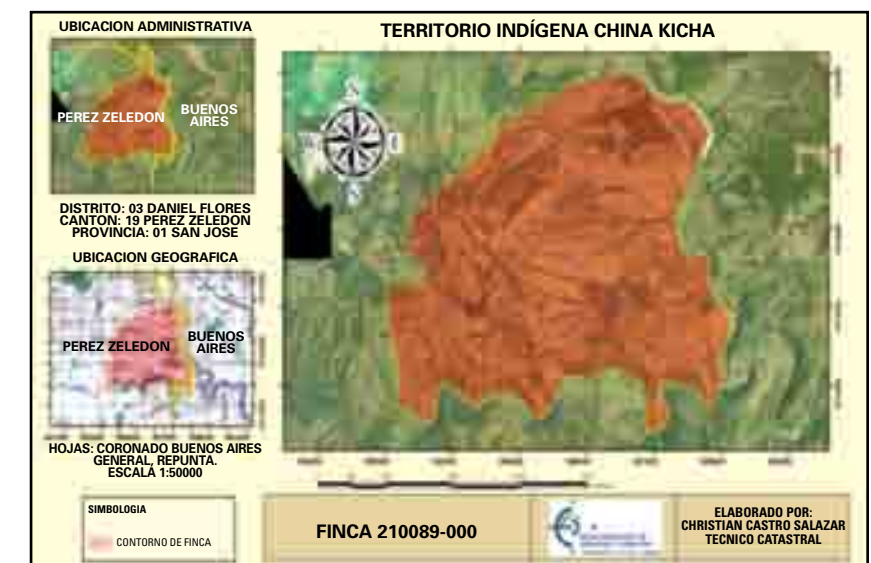 UBICACION ADMINISTRATIVA
PEREZ ZELEDON
BUENOS
AIRES
DISTRITO: 03 DANIEL FLORES
CANTON: 19 PEREZ ZELEDON
PROVINCIA: 01 SAN JOSE
UBICACION GEOGRAFICA
PEREZ ZELEDON
BUENOS
AIRES
HOJAS: CORONADO BUENOS AIRES
GENERAL, REPUNTA.
ESCALA 1:50000
SIMBOLOGIA
CONTORNO DE FINCA
TERRITORIO INDÍGENA CHINA KICHA
FINCA 210089-000
ELABORADO POR:
CHRISTIAN CASTRO SALAZAR
TECNICO CATASTRAL